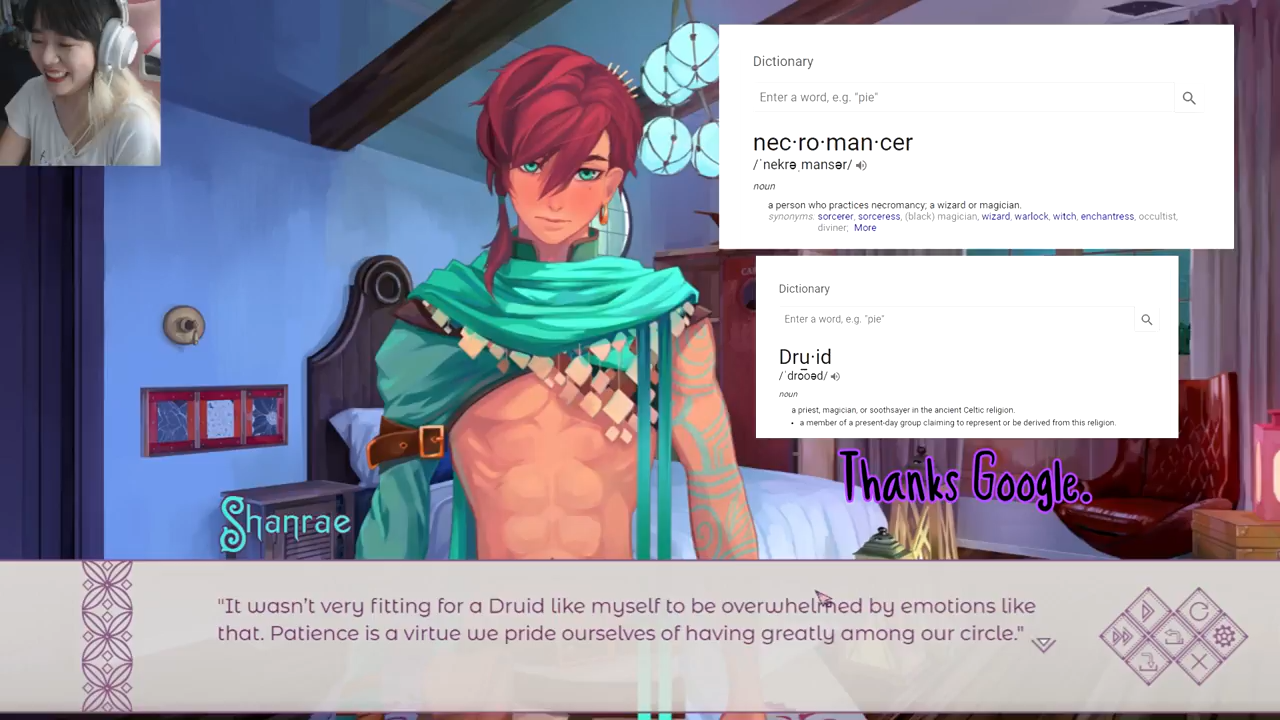 Dictionary
Enter a word, e.g. "pie"
nec·ro·man·cer
/ˈnekrəˌmansər/
noun
a person who practices necromancy; a wizard or magician.
synonyms: sorcerer, sorceress, (black) magician, wizard, warlock, witch, enchantress, occultist,
diviner; More
Dictionary
Enter a word, e.g. "pie"
Dru·id
/ˈdro͞oəd/
noun
a priest, magician, or soothsayer in the ancient Celtic religion.
• a member of a present-day group claiming to represent or be derived from this religion.
Thanks Google.
Shanrae
"It wasn't very fitting for a Druid like myself to be overwhelmed by emotions like
that. Patience is a virtue we pride ourselves of having greatly among our circle."